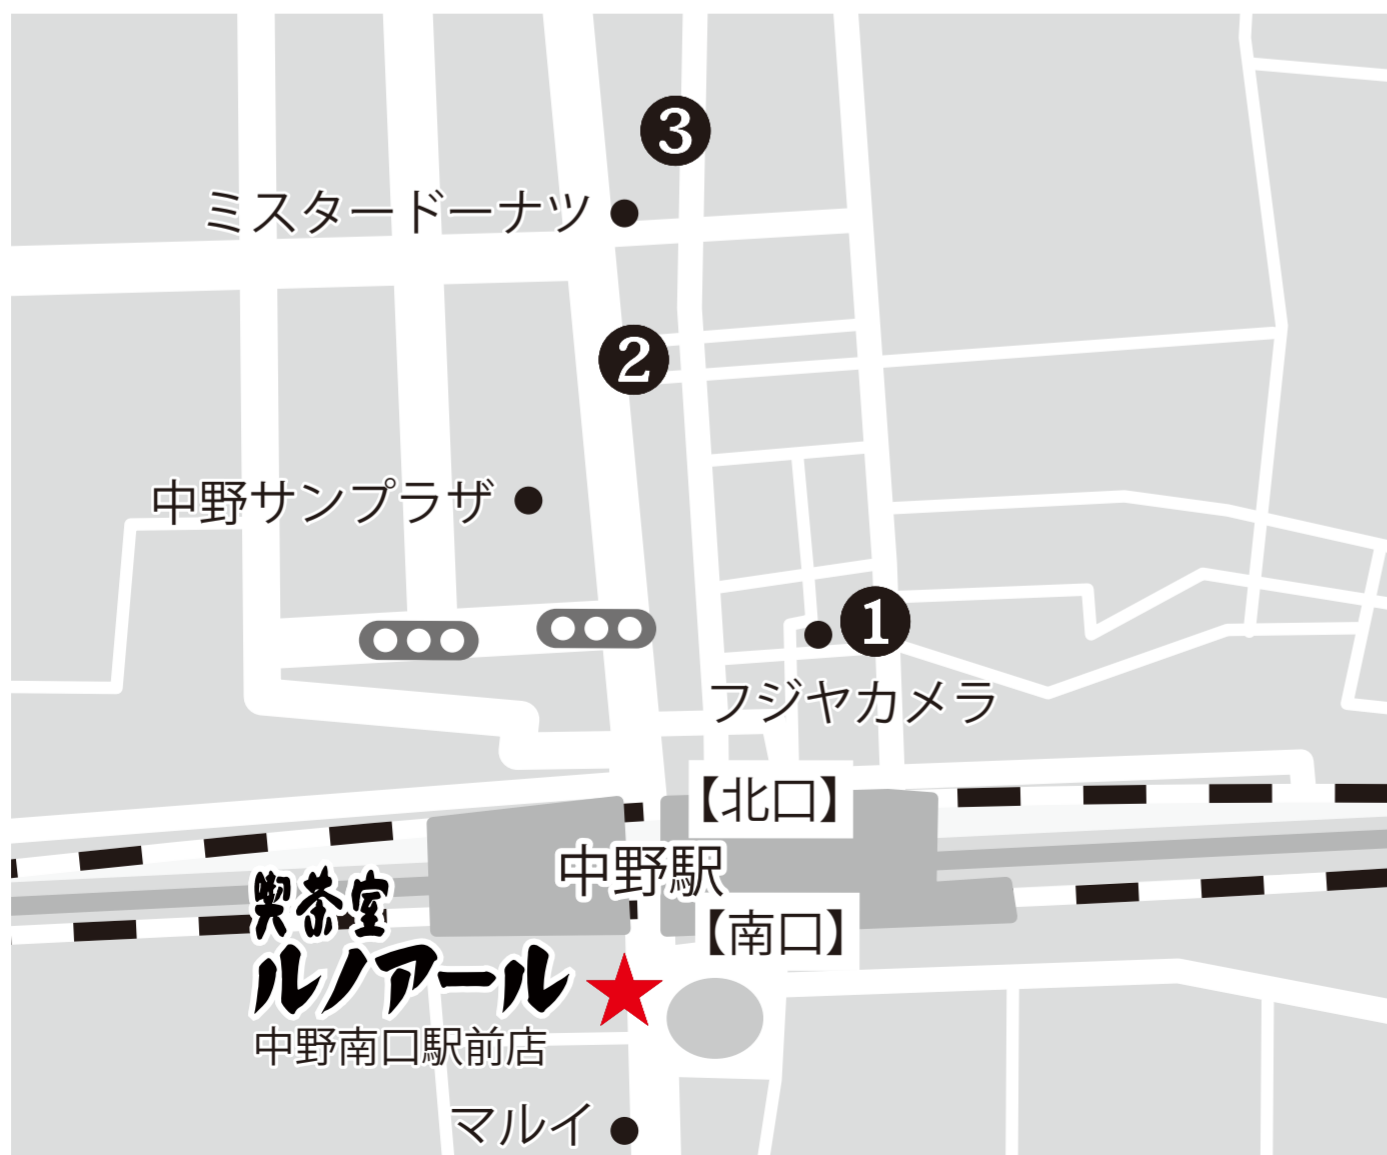 3
ミスタードーナツ
2
中野サンプラザ
1
フジヤカメラ
【北口】
中野駅
喫茶室
ルノアール
【南口】
中野南口駅前店
マルイ